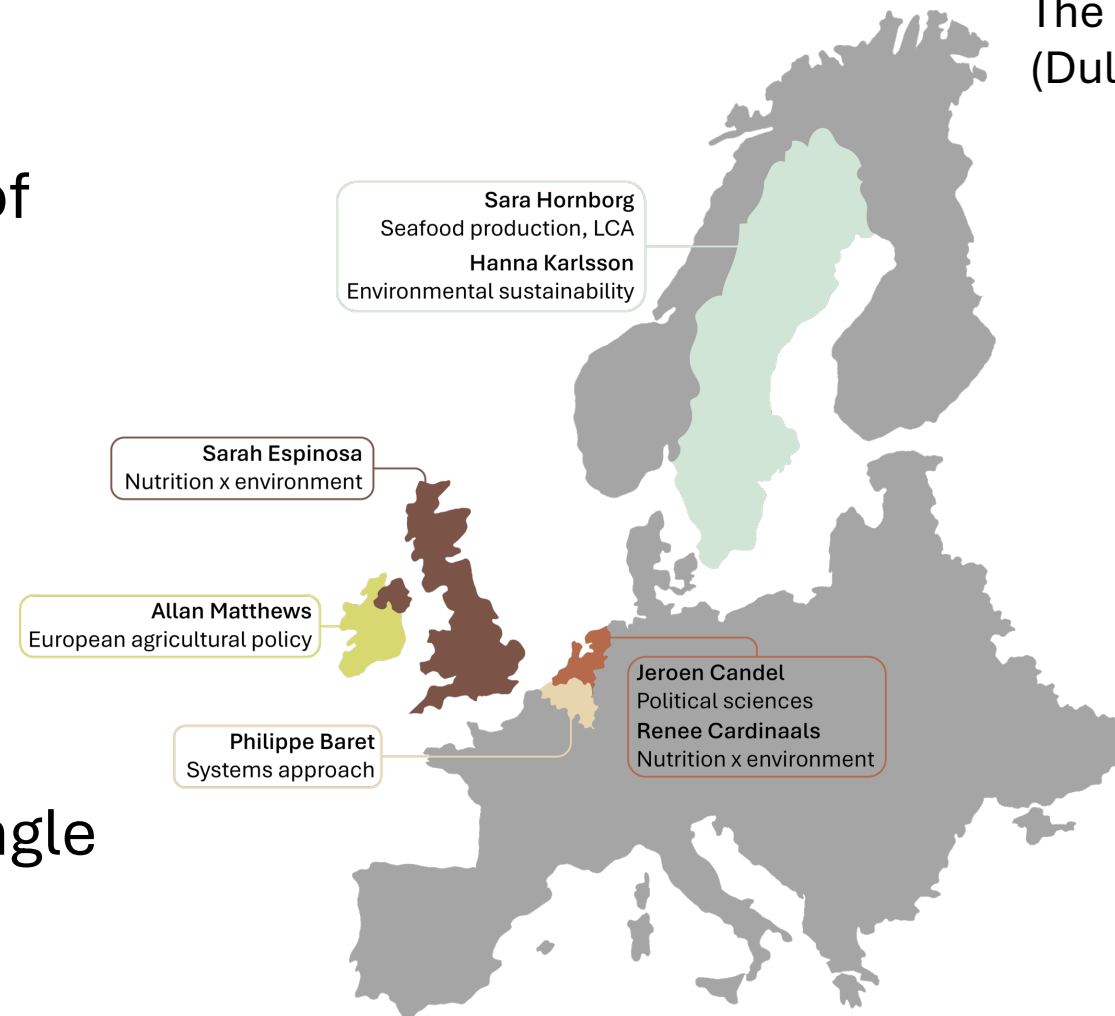 The
(Dul
of
Sara Hornborg
Seafood production, LCA
Hanna Karlsson
Environmental sustainability
Sarah Espinosa
Nutrition x environment
Allan Matthews
European agricultural policy
Jeroen Candel
Political sciences
Renee Cardinaals
Nutrition x environment
Philippe Baret
Systems approach
ngle